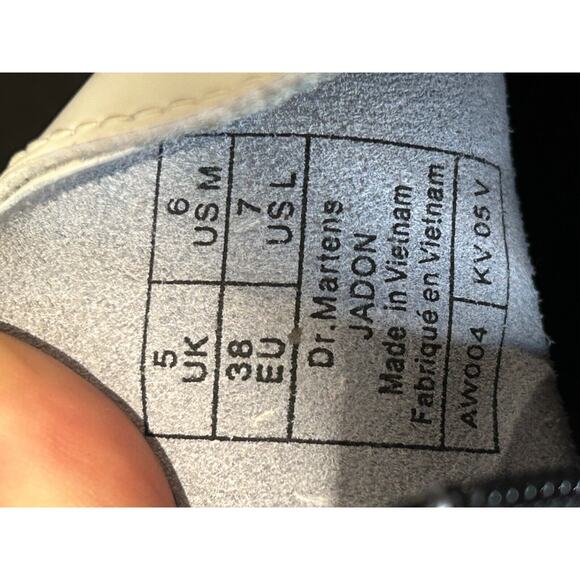 5
UK
6
US M
38
EU
7
US L
Dr.Martens
JADON
Made in Vietnam
Fabriqué en Vietnam
AW004
KV 05 V